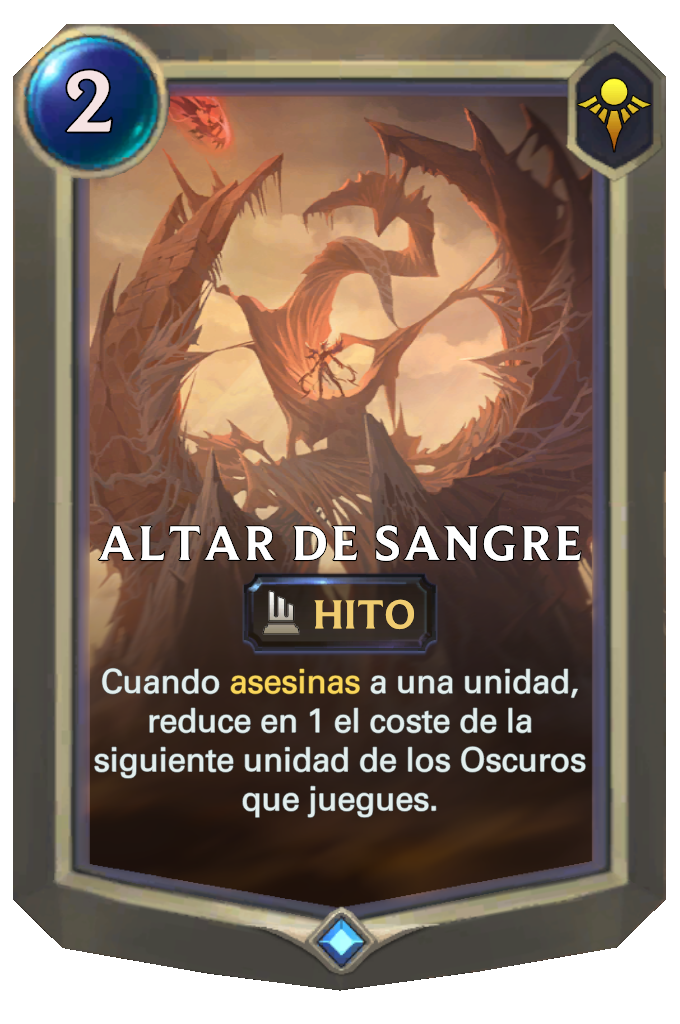 2
ALTAR DE SANGRE
HITO
Cuando asesinas a una unidad,
reduce en 1 el coste de la
siguiente unidad de los Oscuros
que juegues.